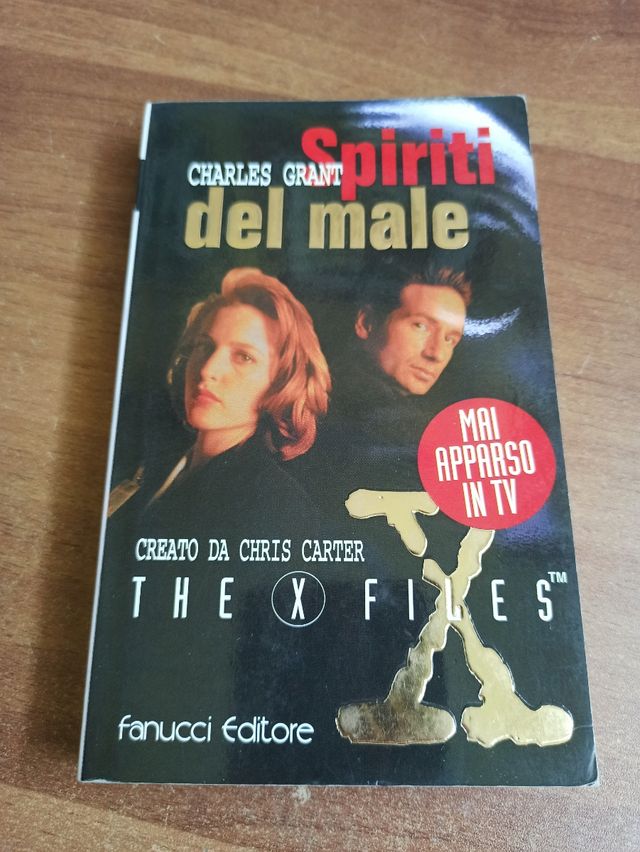 Spiriti
CHARLES GRANT
del male
MAI
APPARSO
IN TV
CREATO DA CHRIS CARTER
THE X FILES™
X
fanucci Editore